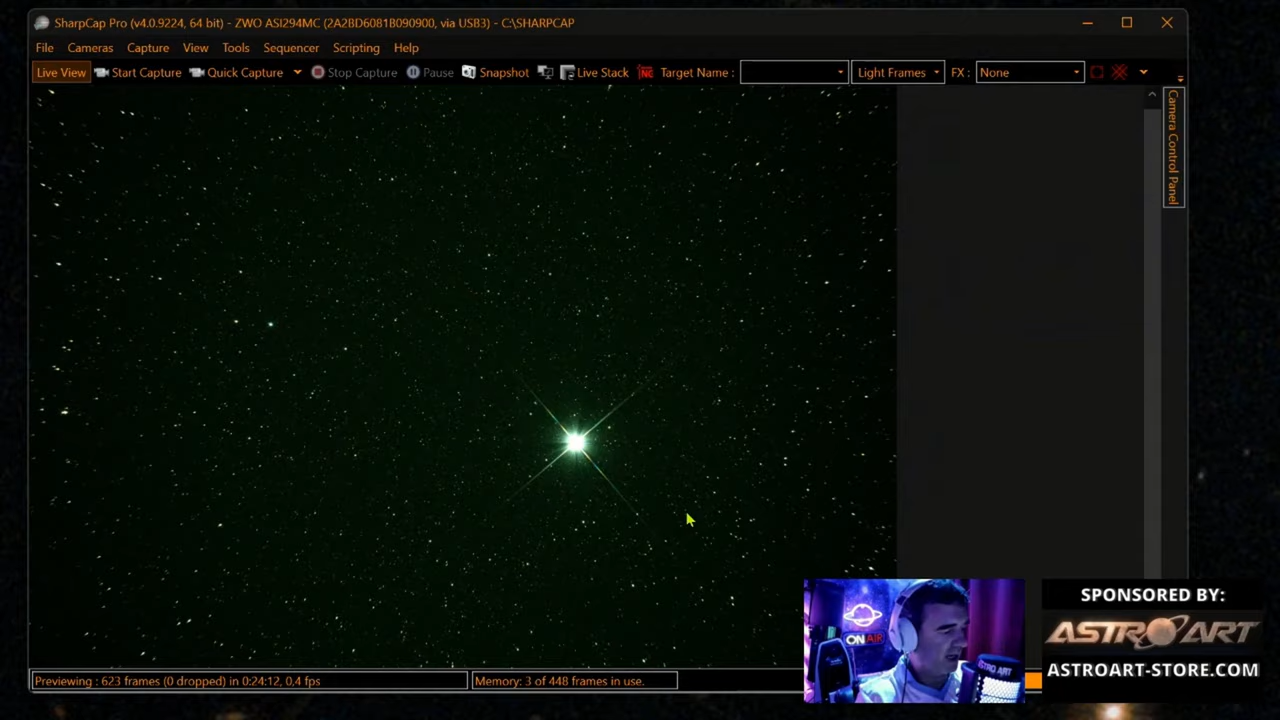 SharpCap Pro (v4.0.9224, 64 bit) - ZWO ASI294MC (2A2BD6081B090900, via USB3) - C:\SHARPCAP
File Cameras Capture View Tools Sequencer Scripting Help
Live View Start Capture Quick Capture Stop Capture Pause Snapshot Live Stack NC Target Name : Light Frames FX : None
Camera Control Panel
ON AIR
ASTRO ART
SPONSORED BY:
ASTRO ART
ASTROART-STORE.COM
Previewing : 623 frames (0 dropped) in 0:24:12, 0.4 fps
Memory: 3 of 448 frames in use.